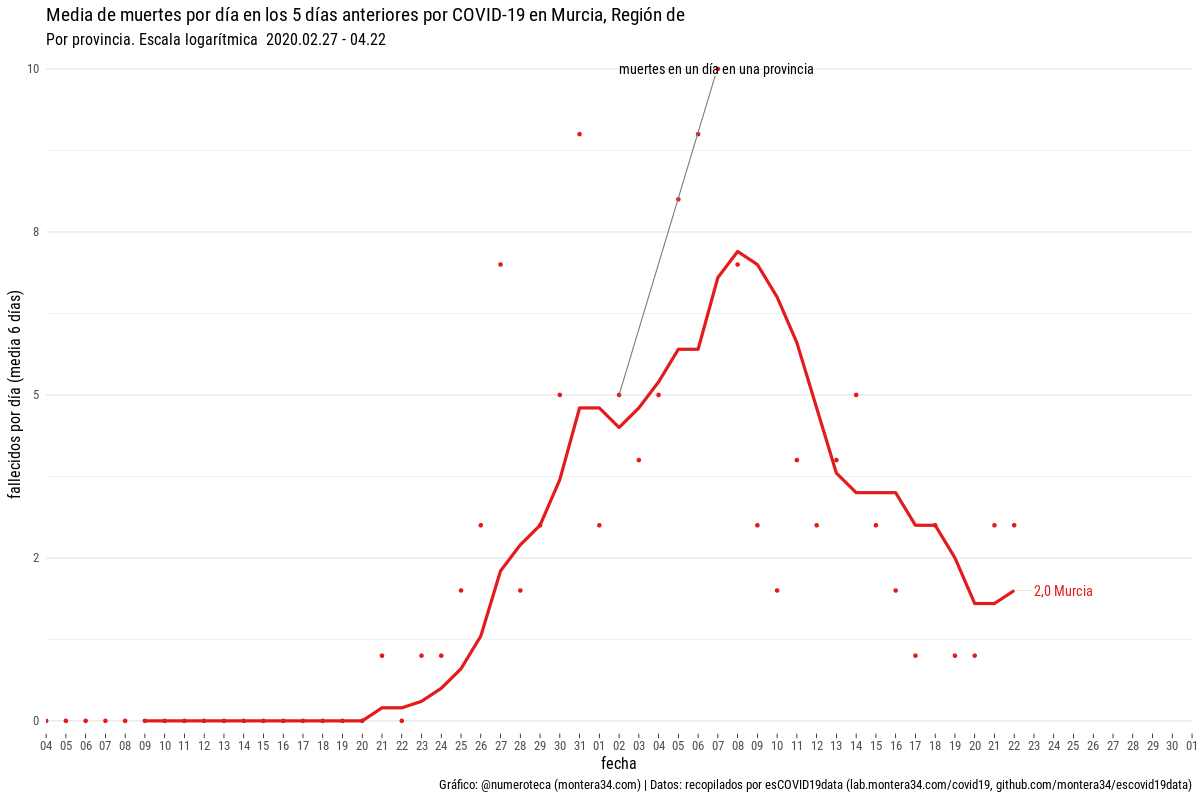 Media de muertes por día en los 5 días anteriores por COVID-19 en Murcia, Región de
Por provincia. Escala logarítmica  2020.02.27 - 04.22
fallecidos por día (media 6 días)
10
8
5
2
0
muertes en un día en una provincia
2,0 Murcia
04 05 06 07 08 09 10 11 12 13 14 15 16 17 18 19 20 21 22 23 24 25 26 27 28 29 30 31 01 02 03 04 05 06 07 08 09 10 11 12 13 14 15 16 17 18 19 20 21 22 23 24 25 26 27 28 29 30 01
fecha
Gráfico: @numeroteca (montera34.com) | Datos: recopilados por esCOVID19data (lab.montera34.com/covid19, github.com/montera34/escovid19data)